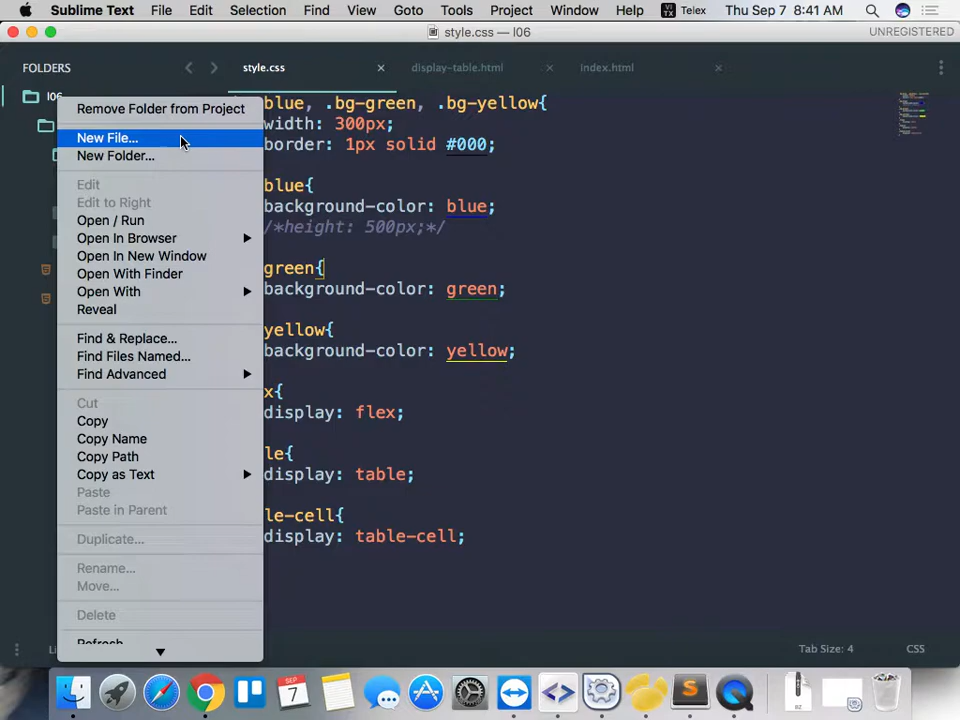 Sublime Text File Edit Selection Find View Goto Tools Project Window Help VI TX Telex Thu Sep 7 8:41 AM
style.css — l06 UNREGISTERED
FOLDERS style.css × display-table.html × index.html ×
l06
Remove Folder from Project
New File...
New Folder...
Edit
Edit to Right
Open / Run
Open In Browser
Open In New Window
Open With Finder
Open With
Reveal
Find & Replace...
Find Files Named...
Find Advanced
Cut
Copy
Copy Name
Copy Path
Copy as Text
Paste
Paste in Parent
Duplicate...
Rename...
Move...
Delete
Refresh
blue, .bg-green, .bg-yellow{
width: 300px;
border: 1px solid #000;
blue{
background-color: blue;
/*height: 500px;*/
green{
background-color: green;
yellow{
background-color: yellow;
x{
display: flex;
le{
display: table;
le-cell{
display: table-cell;
Tab Size: 4 CSS
SEP
7